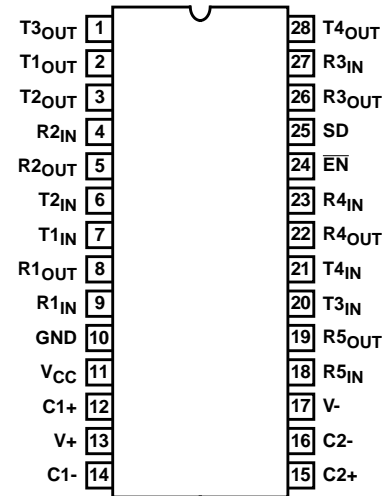 T3OUT 1 28 T4OUT
T1OUT 2 27 R3IN
T2OUT 3 26 R3OUT
R2IN 4 25 SD
R2OUT 5 24 E̅N̅
T2IN 6 23 R4IN
T1IN 7 22 R4OUT
R1OUT 8 21 T4IN
R1IN 9 20 T3IN
GND 10 19 R5OUT
VCC 11 18 R5IN
C1+ 12 17 V-
V+ 13 16 C2-
C1- 14 15 C2+